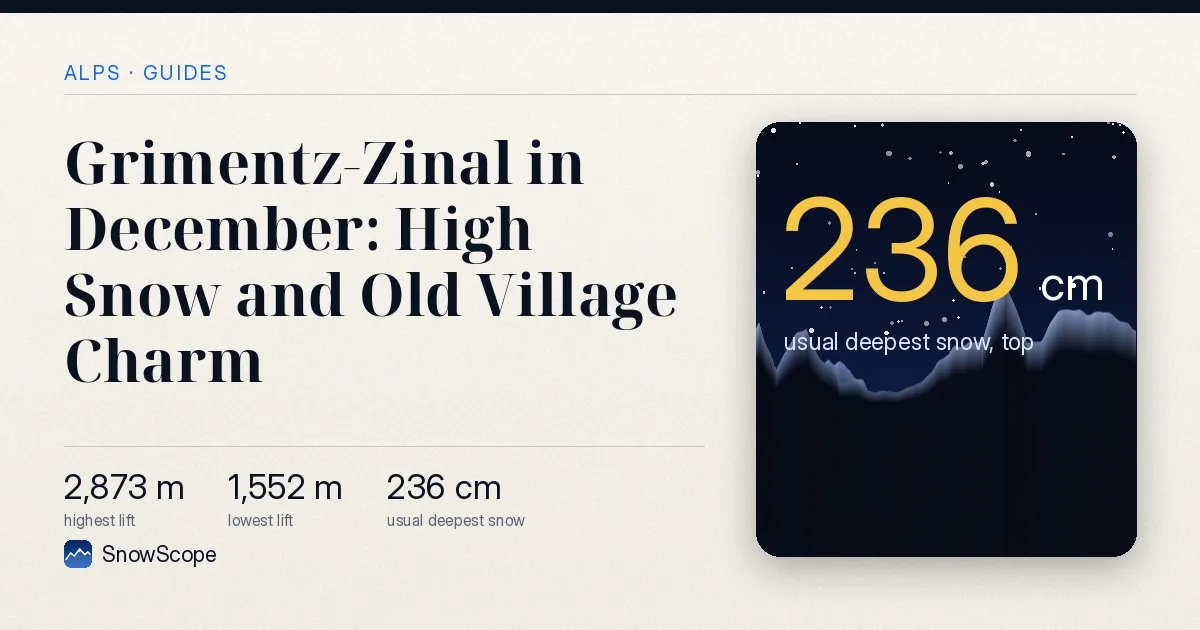 ALPS · GUIDES
Grimentz-Zinal in
December: High
Snow and Old Village
Charm
236 cm
usual deepest snow, top
2,873 m
highest lift
1,552 m
lowest lift
236 cm
usual deepest snow
SnowScope